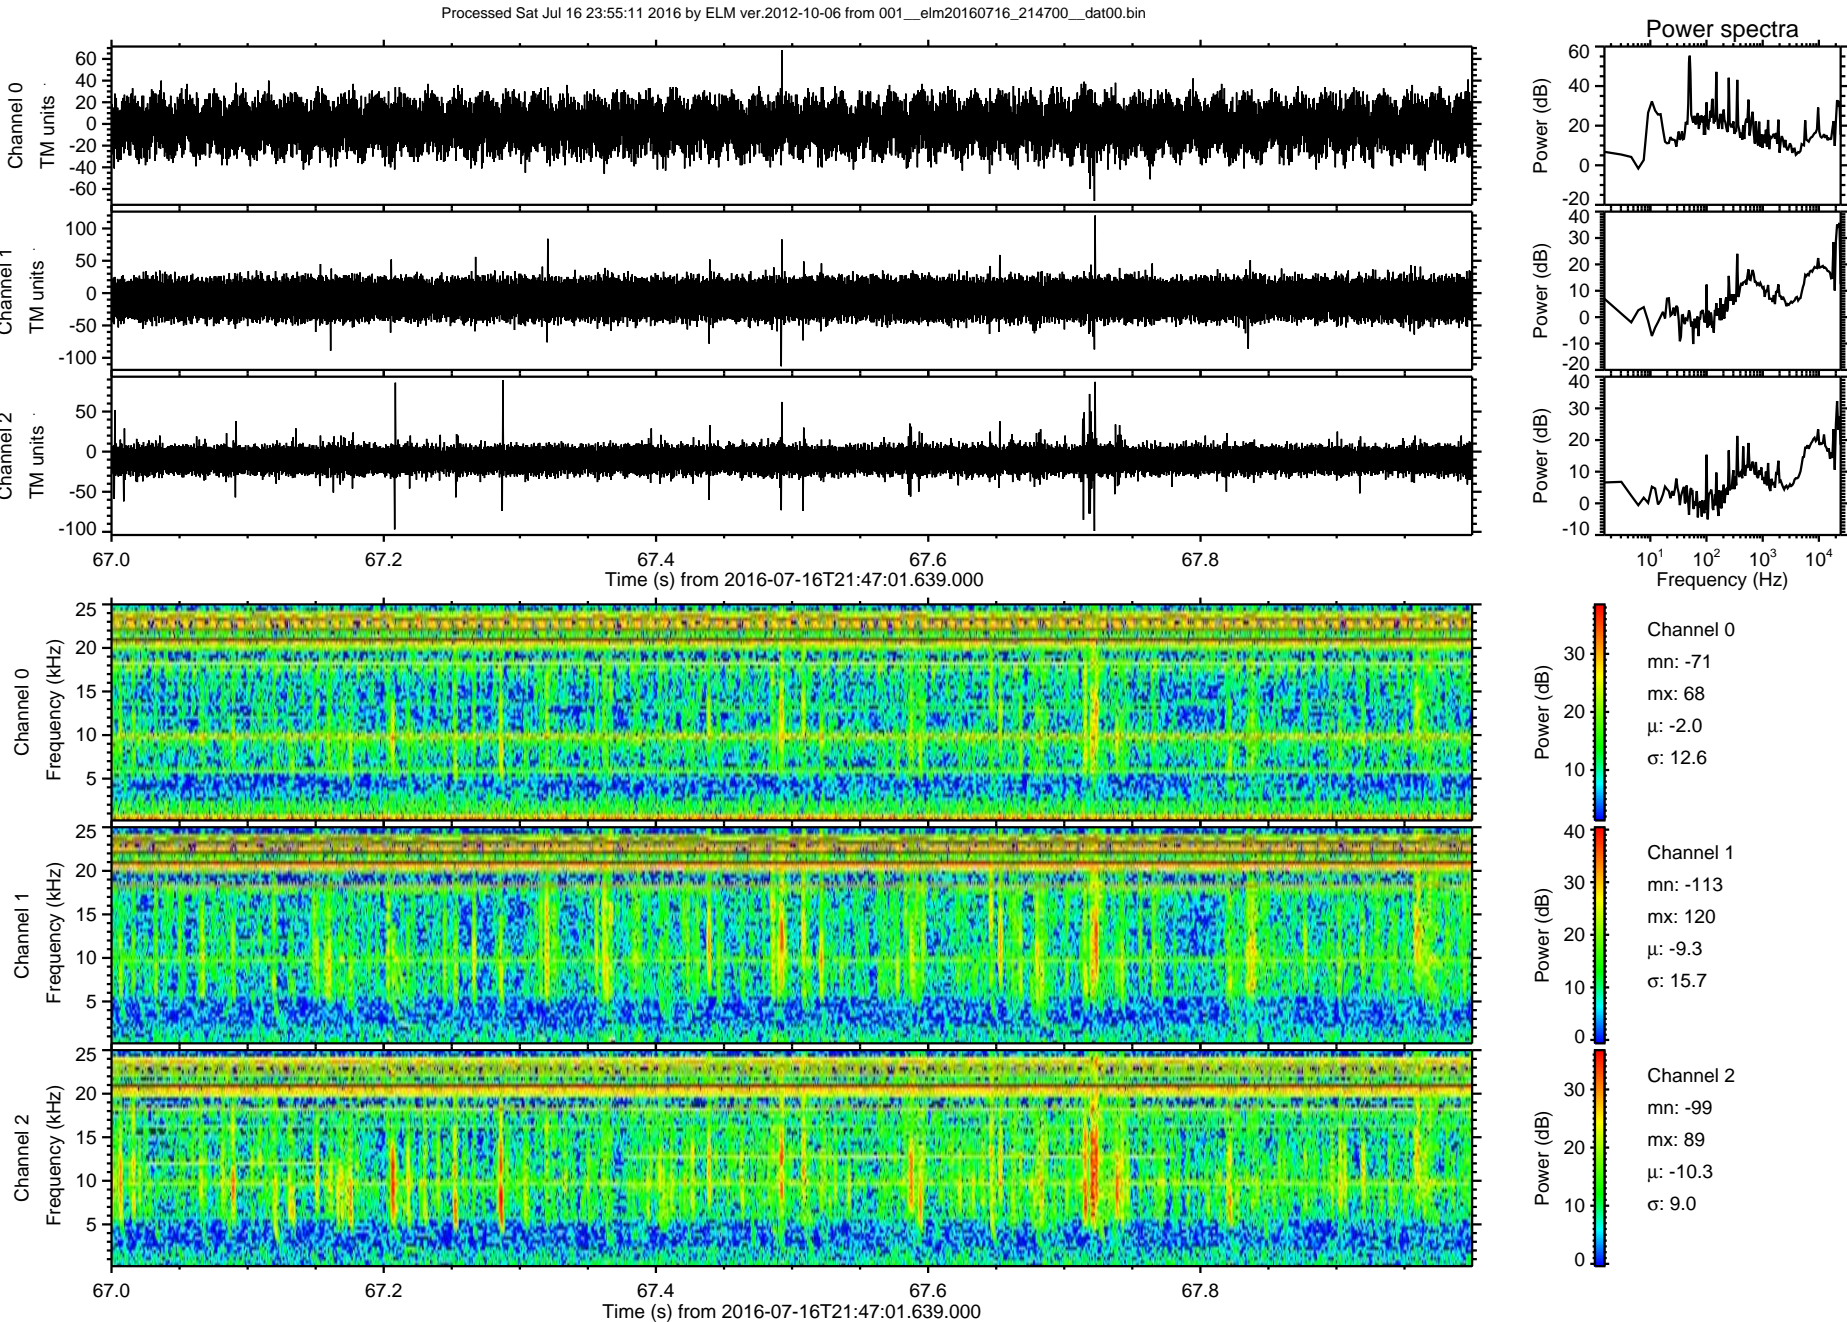 Processed Sat Jul 16 23:55:11 2016 by ELM ver.2012-10-06 from 001__elm20160716_214700__dat00.bin
Power spectra
Channel 0
TM units
60
40
20
0
-20
-40
-60
Power (dB)
60
40
20
0
-20
Channel 1
TM units
100
50
0
-50
-100
Power (dB)
40
30
20
10
0
-10
-20
Channel 2
TM units
50
0
-50
-100
Power (dB)
40
30
20
10
0
-10
67.0 67.2 67.4 67.6 67.8
Time (s) from 2016-07-16T21:47:01.639.000
10^1 10^2 10^3 10^4
Frequency (Hz)
Channel 0
Frequency (kHz)
25
20
15
10
5
Power (dB)
30
20
10
Channel 0
mn: -71
mx: 68
μ: -2.0
σ: 12.6
Channel 1
Frequency (kHz)
25
20
15
10
5
Power (dB)
40
30
20
10
0
Channel 1
mn: -113
mx: 120
μ: -9.3
σ: 15.7
Channel 2
Frequency (kHz)
25
20
15
10
5
Power (dB)
30
20
10
0
Channel 2
mn: -99
mx: 89
μ: -10.3
σ: 9.0
67.0 67.2 67.4 67.6 67.8
Time (s) from 2016-07-16T21:47:01.639.000